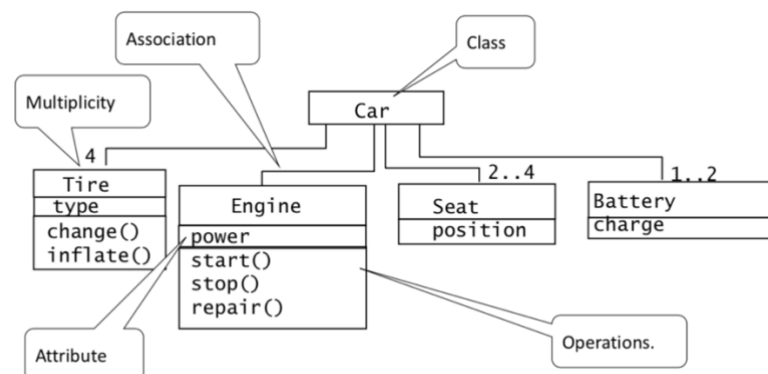 Association
Class
Multiplicity
Car
4
2..4
1..2
Tire
type
change()
inflate()
Engine
power
start()
stop()
repair()
Seat
position
Battery
charge
Attribute
Operations.